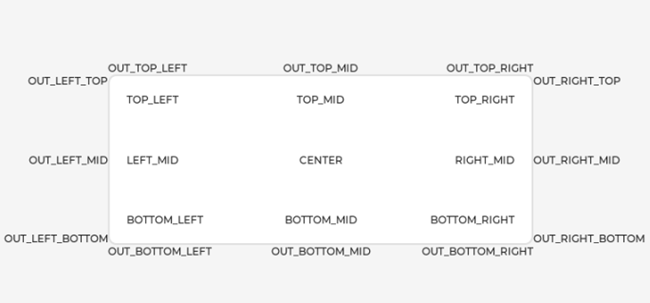 OUT_TOP_LEFT OUT_TOP_MID OUT_TOP_RIGHT
OUT_LEFT_TOP OUT_RIGHT_TOP
TOP_LEFT TOP_MID TOP_RIGHT
OUT_LEFT_MID LEFT_MID CENTER RIGHT_MID OUT_RIGHT_MID
BOTTOM_LEFT BOTTOM_MID BOTTOM_RIGHT
OUT_LEFT_BOTTOM OUT_RIGHT_BOTTOM
OUT_BOTTOM_LEFT OUT_BOTTOM_MID OUT_BOTTOM_RIGHT